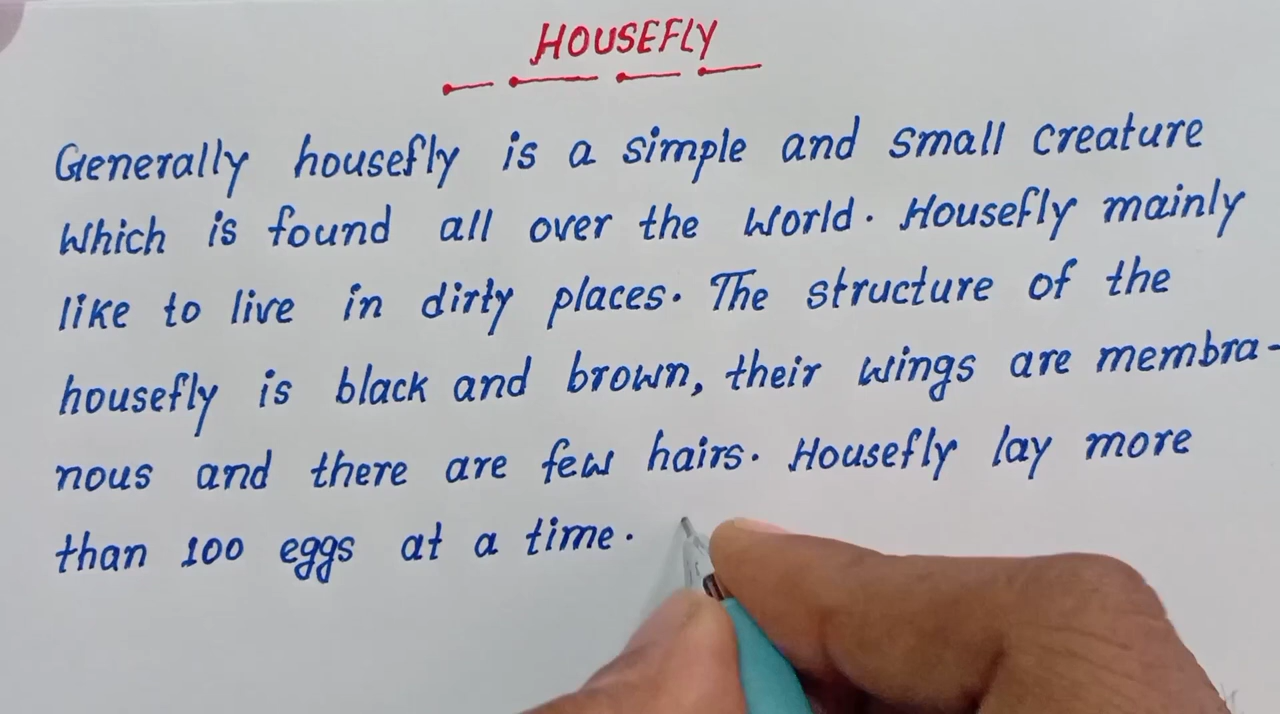 HOUSEFLY
Generally housefly is a simple and small creature
which is found all over the world. Housefly mainly
like to live in dirty places. The structure of the
housefly is black and brown, their wings are membra-
nous and there are few hairs. Housefly lay more
than 100 eggs at a time.